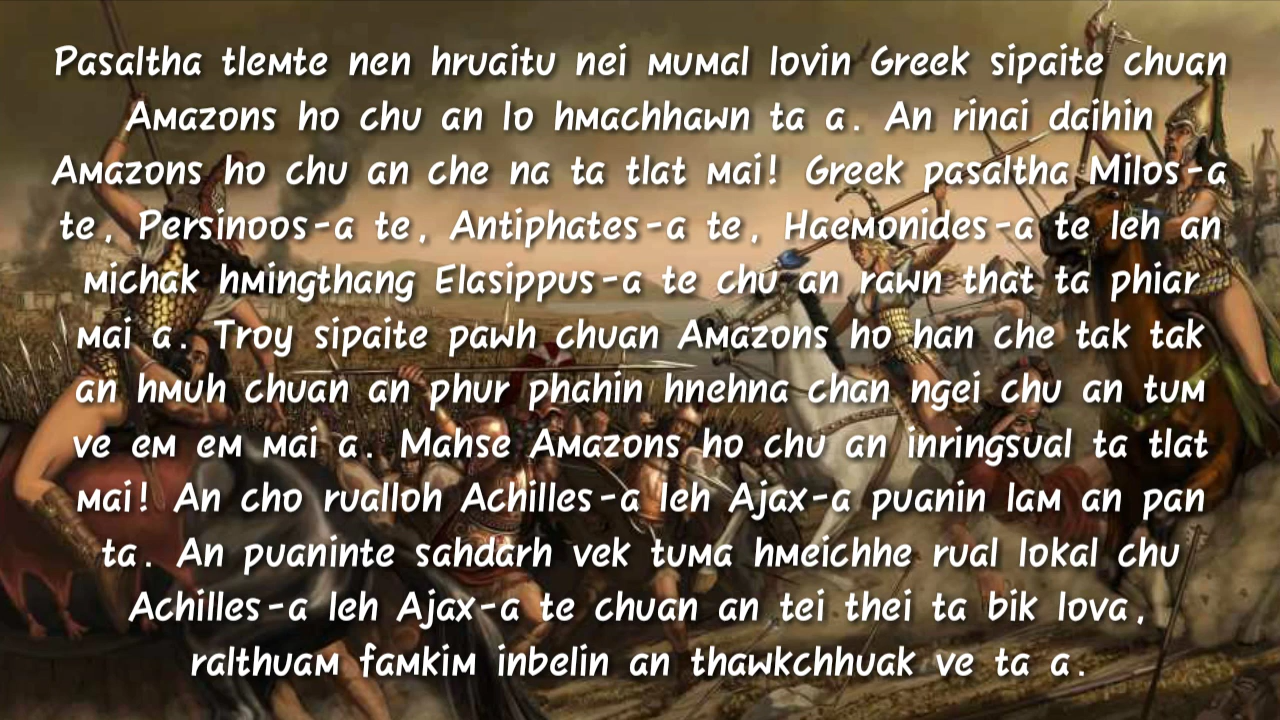 Pasaltha tlemte nen hruaitu nei mumal lovin Greek sipaite chuan
Amazons ho chu an lo hmachhawn ta a. An rinai daihin
Amazons ho chu an che na ta tlat mai! Greek pasaltha Milos-a
te, Persinoos-a te, Antiphates-a te, Haemonides-a te leh an
michak hmingthang Elasippus-a te chu an rawn that ta phiar
mai a. Troy sipaite pawh chuan Amazons ho han che tak tak
an hmuh chuan an phur phahin hnehna chan ngei chu an tum
ve em em mai a. Mahse Amazons ho chu an inringsual ta tlat
mai! An cho rualloh Achilles-a leh Ajax-a puanin lam an pan
ta. An puaninte sahdarh vek tuma hmeichhe rual lokal chu
Achilles-a leh Ajax-a te chuan an tei thei ta bik lova,
ralthuam famkim inbelin an thawkchhuak ve ta a.